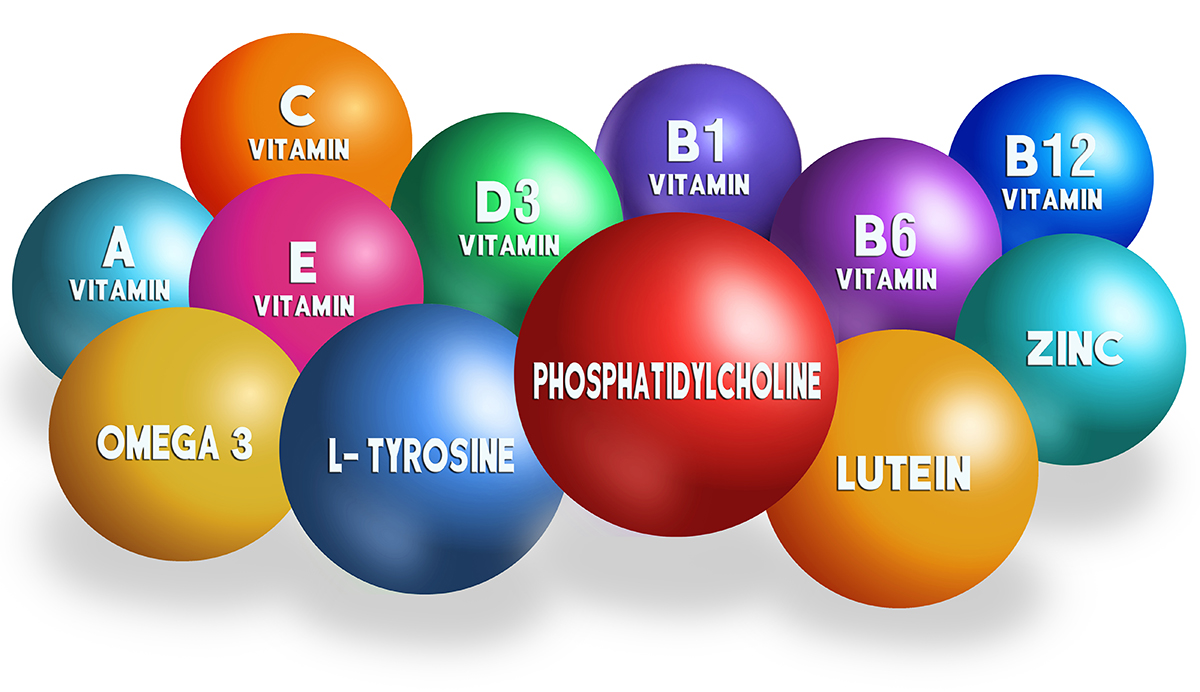 C
VITAMIN
B1
VITAMIN
B12
VITAMIN
D3
VITAMIN
A
VITAMIN
E
VITAMIN
B6
VITAMIN
ZINC
OMEGA 3
L- TYROSINE
PHOSPHATIDYLCHOLINE
LUTEIN